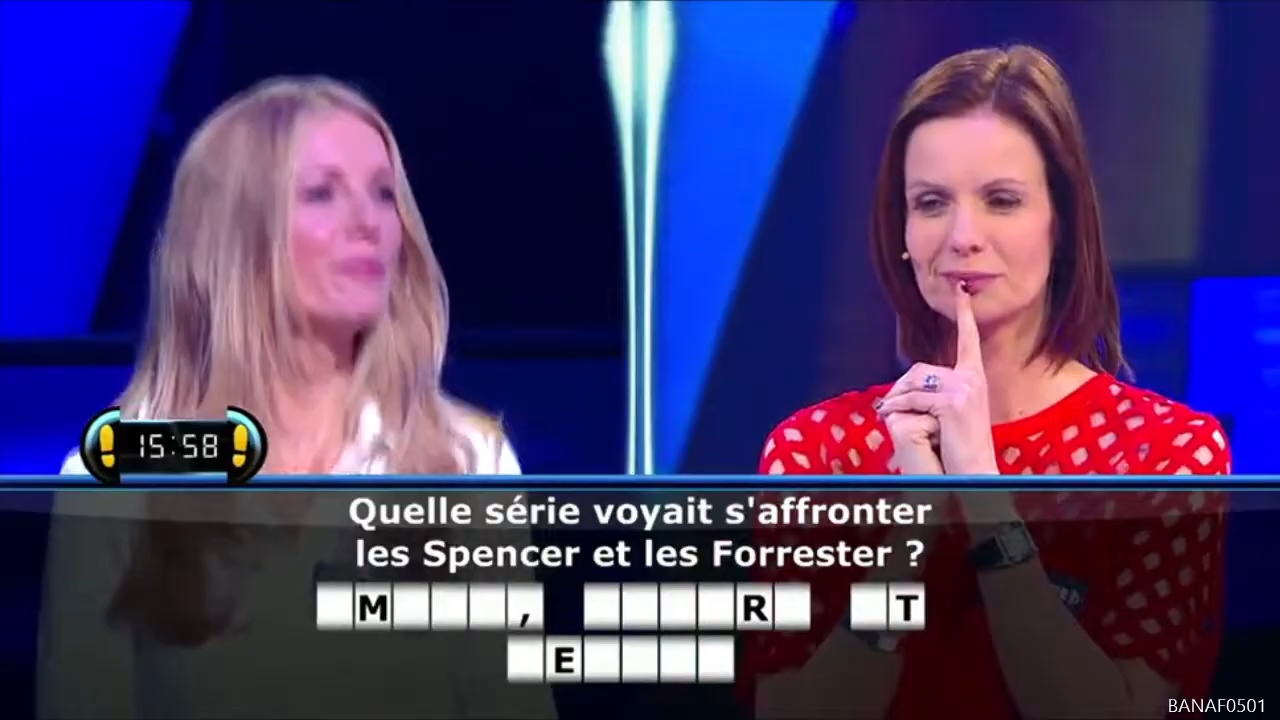 15:58
Quelle série voyait s'affronter
les Spencer et les Forrester ?
M , R T
E
BANAF0501